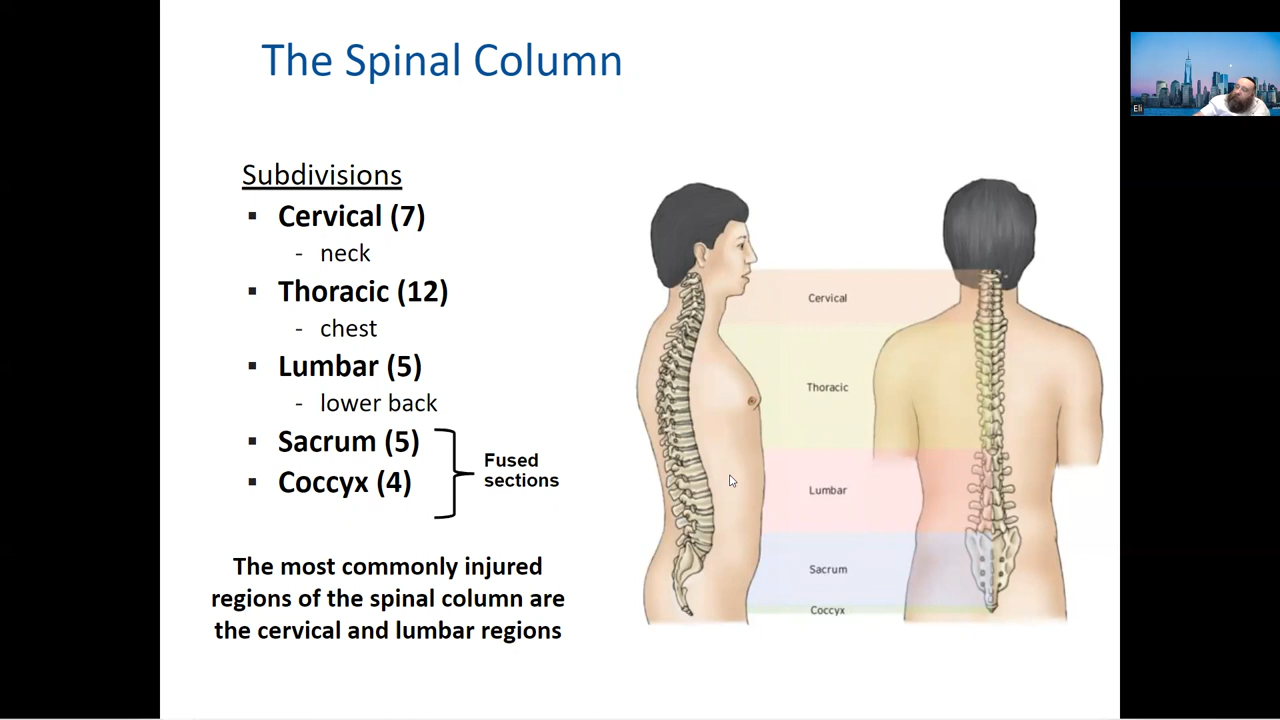 The Spinal Column
Subdivisions
▪ Cervical (7)
- neck
▪ Thoracic (12)
- chest
▪ Lumbar (5)
- lower back
▪ Sacrum (5)
▪ Coccyx (4)
Fused
sections
The most commonly injured
regions of the spinal column are
the cervical and lumbar regions
Cervical
Thoracic
Lumbar
Sacrum
Coccyx
Eli